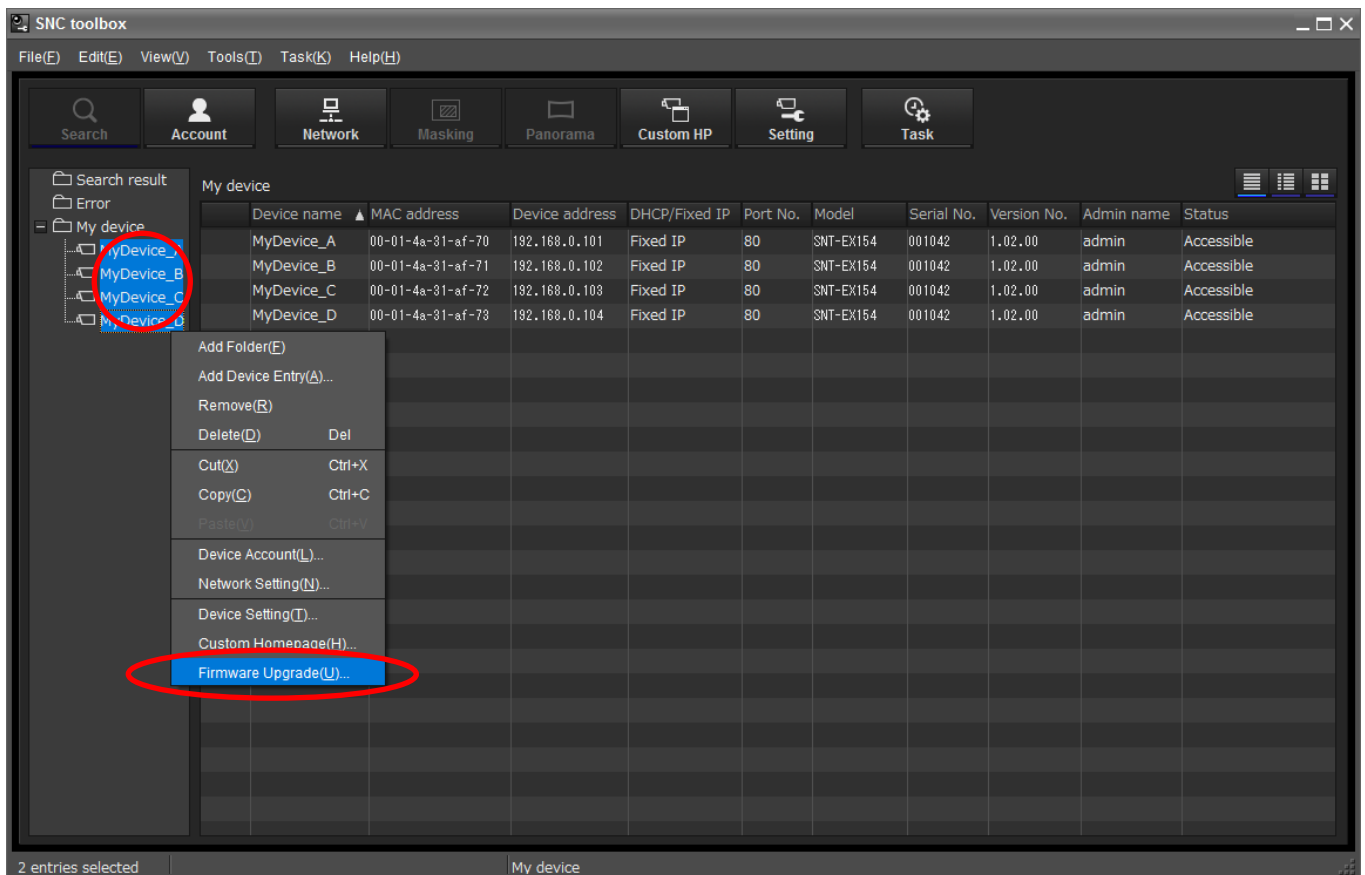 SNC toolbox
File(F) Edit(E) View(V) Tools(T) Task(K) Help(H)
Search Account Network Masking Panorama Custom HP Setting Task
Search result
Error
My device
MyDevice_A
MyDevice_B
MyDevice_C
MyDevice_D
My device
Device name MAC address Device address DHCP/Fixed IP Port No. Model Serial No. Version No. Admin name Status
MyDevice_A 00-01-4a-31-af-70 192.168.0.101 Fixed IP 80 SNT-EX154 001042 1.02.00 admin Accessible
MyDevice_B 00-01-4a-31-af-71 192.168.0.102 Fixed IP 80 SNT-EX154 001042 1.02.00 admin Accessible
MyDevice_C 00-01-4a-31-af-72 192.168.0.103 Fixed IP 80 SNT-EX154 001042 1.02.00 admin Accessible
MyDevice_D 00-01-4a-31-af-73 192.168.0.104 Fixed IP 80 SNT-EX154 001042 1.02.00 admin Accessible
Add Folder(F)
Add Device Entry(A)...
Remove(R)
Delete(D) Del
Cut(X) Ctrl+X
Copy(C) Ctrl+C
Paste(V) Ctrl+V
Device Account(L)...
Network Setting(N)...
Device Setting(T)...
Custom Homepage(H)...
Firmware Upgrade(U)...
2 entries selected My device